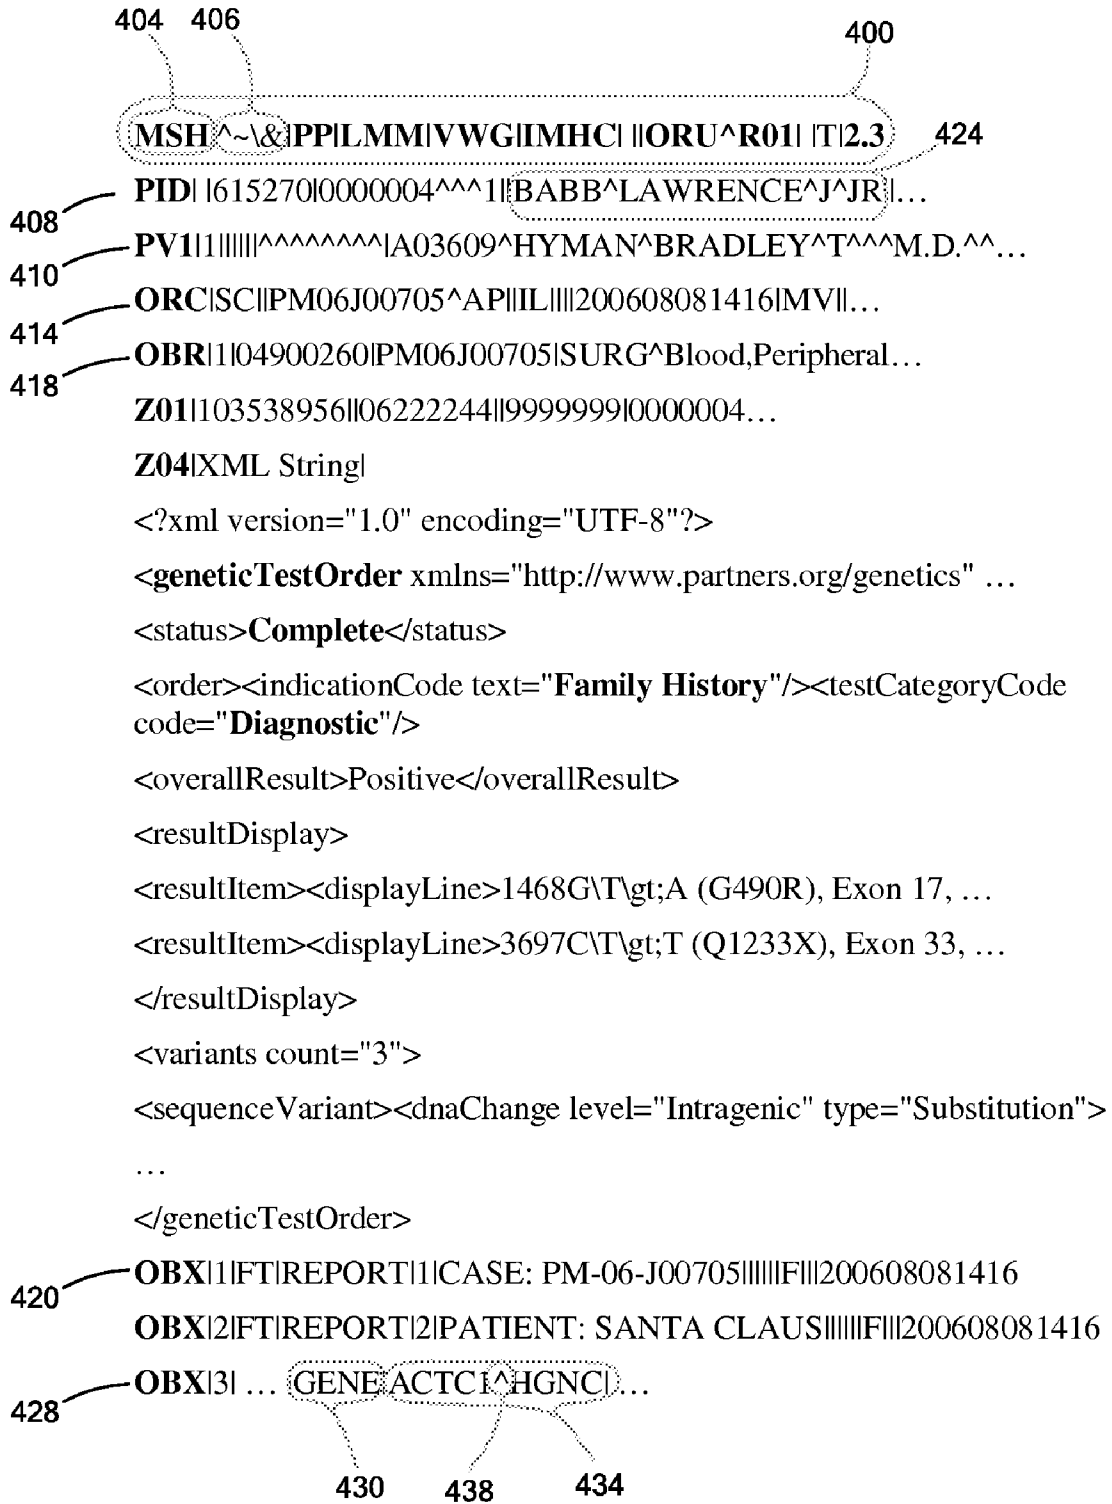 404 406 400
MSH^~\&|PP|LMM|VWG|IMHC| ||ORU^R01| |T|2.3
424
408 PID| |615270|0000004^^^1||BABB^LAWRENCE^J^JR|...
410 PV1|1||||||^^^^^^^^^|A03609^HYMAN^BRADLEY^T^^^M.D.^^...
414 ORC|SC||PM06J00705^AP||IL||||200608081416|MV||...
418 OBR|1|04900260|PM06J00705|SURG^Blood,Peripheral...
Z01|103538956||06222244||9999999|0000004...
Z04|XML String|
<?xml version="1.0" encoding="UTF-8"?>
<geneticTestOrder xmlns="http://www.partners.org/genetics" ...
<status>Complete</status>
<order><indicationCode text="Family History"/><testCategoryCode
code="Diagnostic"/>
<overallResult>Positive</overallResult>
<resultDisplay>
<resultItem><displayLine>1468G\T\gt;A (G490R), Exon 17, ...
<resultItem><displayLine>3697C\T\gt;T (Q1233X), Exon 33, ...
</resultDisplay>
<variants count="3">
<sequenceVariant><dnaChange level="Intragenic" type="Substitution">
...
</geneticTestOrder>
420 OBX|1|FT|REPORT|1|CASE: PM-06-J00705||||||F|||200608081416
OBX|2|FT|REPORT|2|PATIENT: SANTA CLAUS||||||F|||200608081416
428 OBX|3| ... GENE|ACTC1^HGNC|...
430 438 434